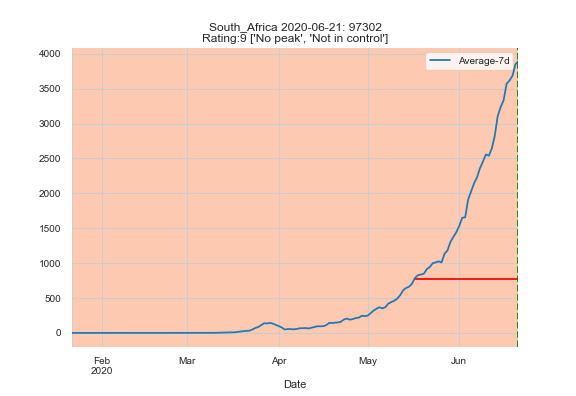 South_Africa 2020-06-21: 97302
Rating:9 ['No peak', 'Not in control']
Average-7d
4000
3500
3000
2500
2000
1500
1000
500
0
Feb
2020
Mar
Apr
May
Jun
Date